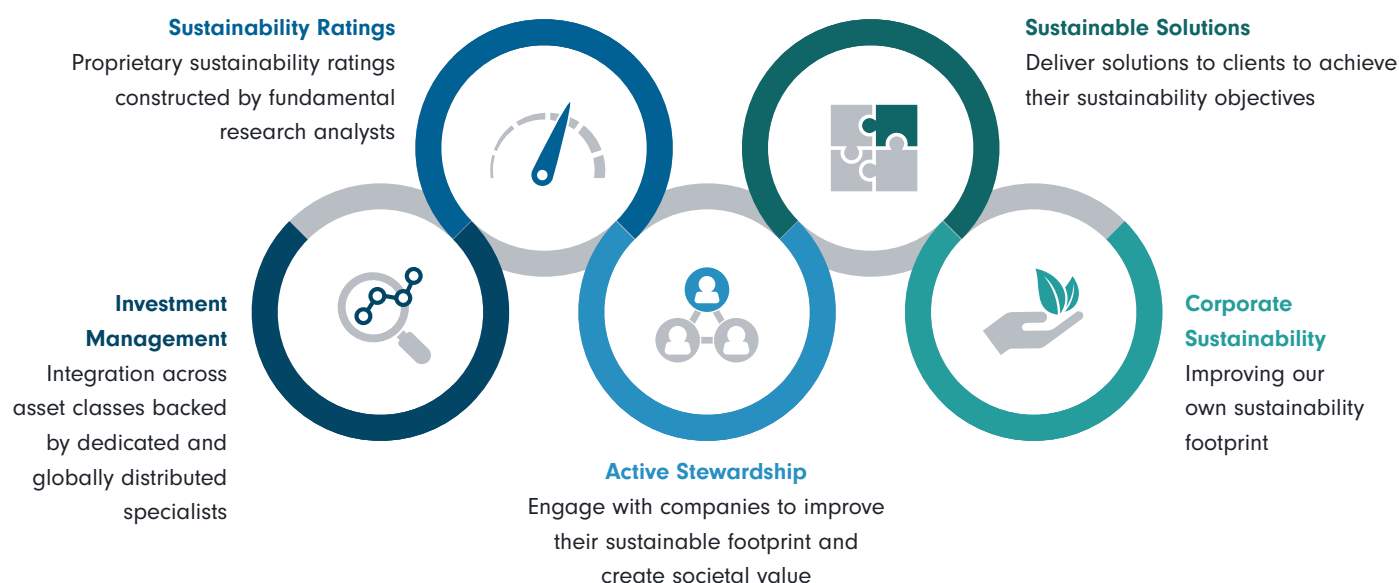 Sustainability Ratings
Proprietary sustainability ratings
constructed by fundamental
research analysts
Sustainable Solutions
Deliver solutions to clients to achieve
their sustainability objectives
Investment
Management
Integration across
asset classes backed
by dedicated and
globally distributed
specialists
Active Stewardship
Engage with companies to improve
their sustainable footprint and
create societal value
Corporate
Sustainability
Improving our
own sustainability
footprint